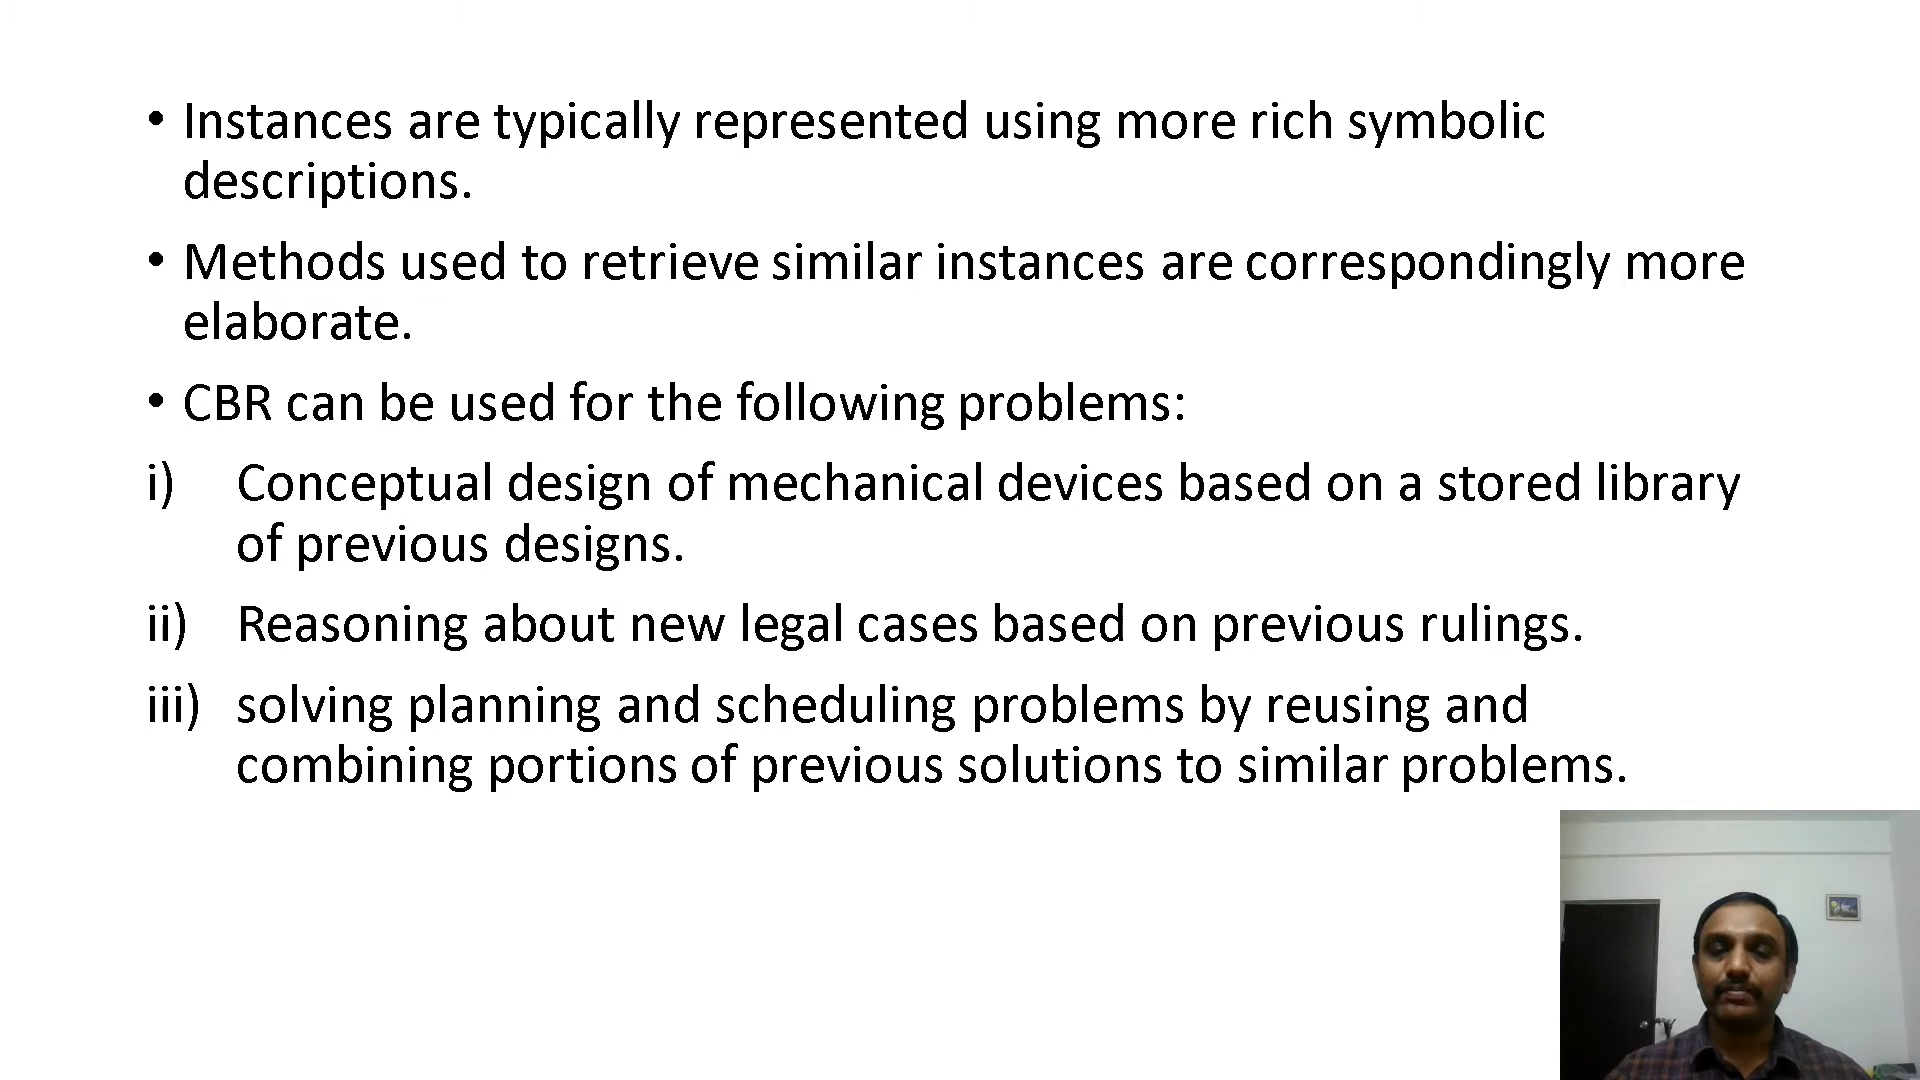 • Instances are typically represented using more rich symbolic
descriptions.
• Methods used to retrieve similar instances are correspondingly more
elaborate.
• CBR can be used for the following problems:
i) Conceptual design of mechanical devices based on a stored library
of previous designs.
ii) Reasoning about new legal cases based on previous rulings.
iii) solving planning and scheduling problems by reusing and
combining portions of previous solutions to similar problems.